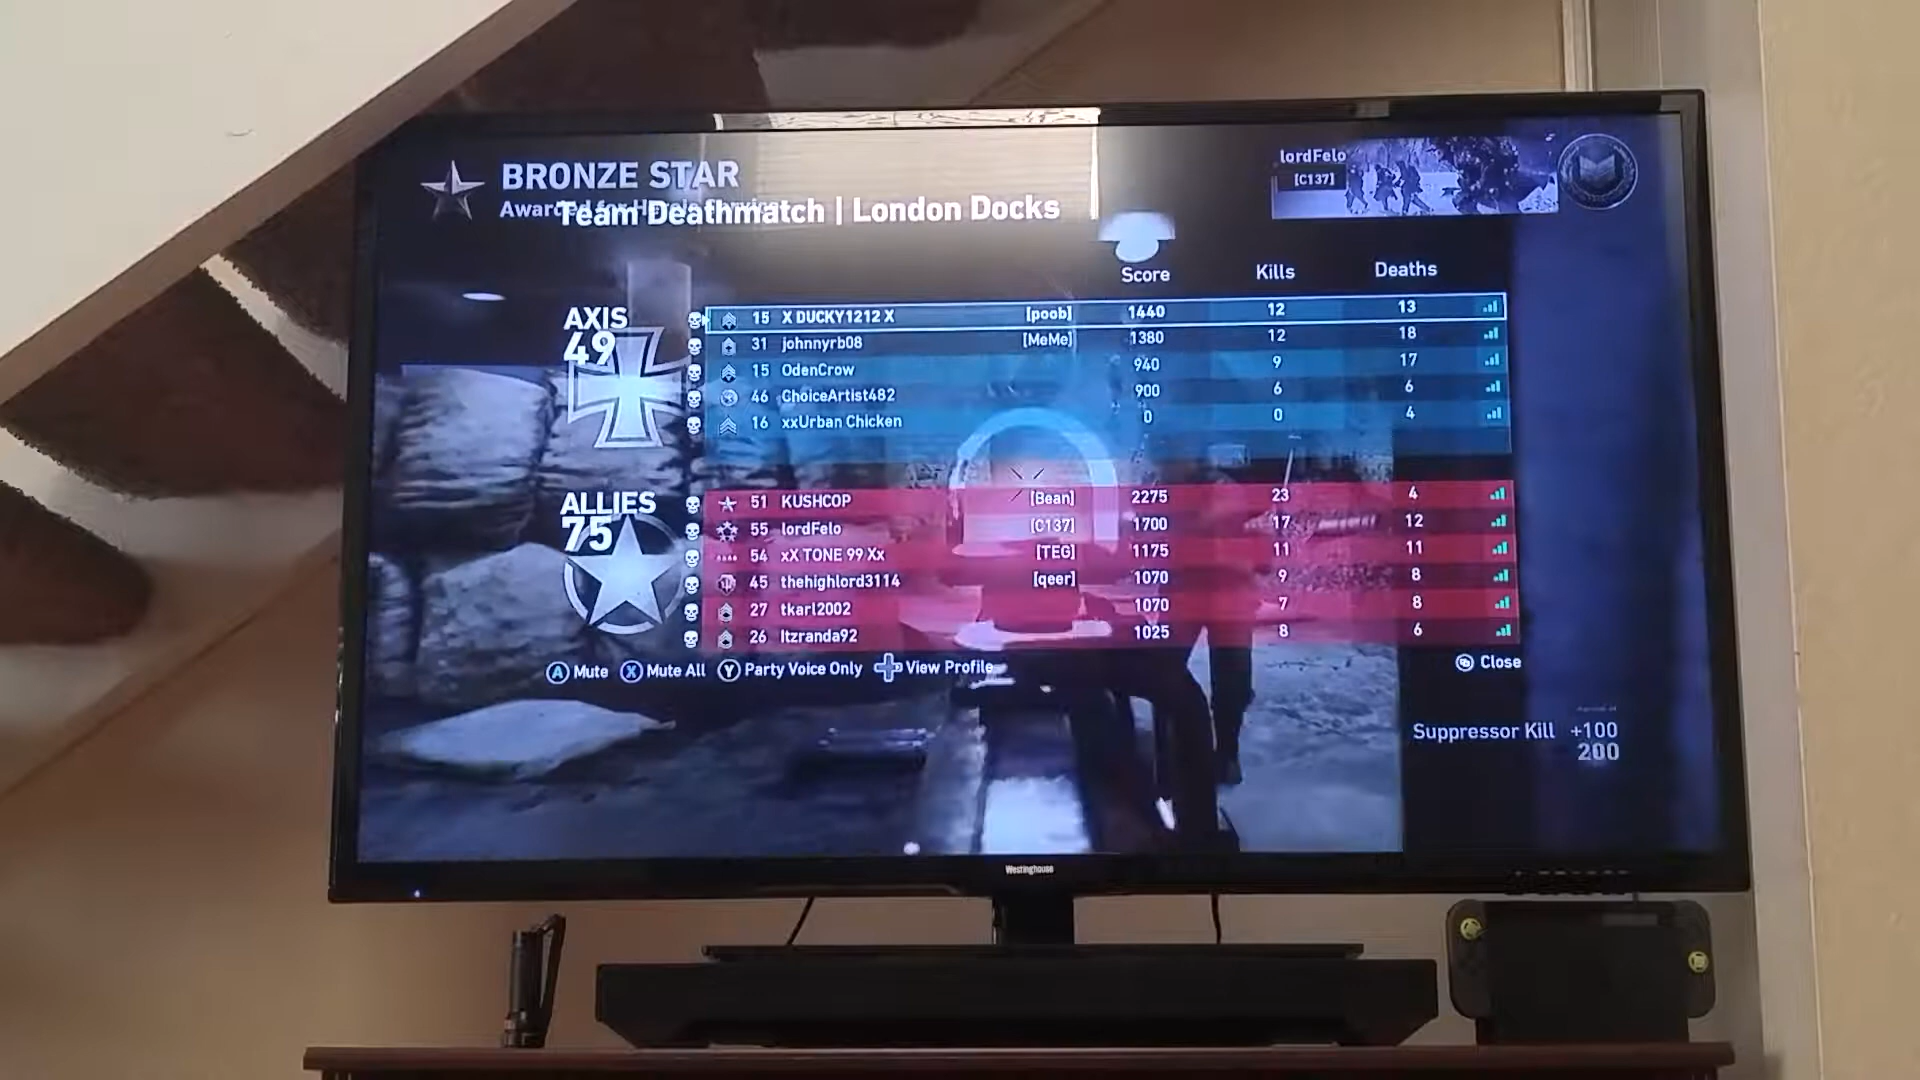 BRONZE STAR
Awarded for Heroic Service
Team Deathmatch | London Docks
lordFelo
[C137]
Score Kills Deaths
AXIS
49
15 X DUCKY1212 X [poob] 1440 12 13
31 johnnyrb08 [MeMe] 1380 12 18
15 OdenCrow 940 9 17
46 ChoiceArtist482 900 6 6
16 xxUrban Chicken 0 0 4
ALLIES
75
51 KUSHCOP [Bean] 2275 23 4
55 lordFelo [C137] 1700 17 12
54 xX TONE 99 Xx [TEG] 1175 11 11
45 thehighlord3114 [qeer] 1070 9 8
27 tkarl2002 1070 7 8
26 Itzranda92 1025 8 6
A Mute X Mute All Y Party Voice Only View Profile
Close
Suppressor Kill +100
200
Westinghouse